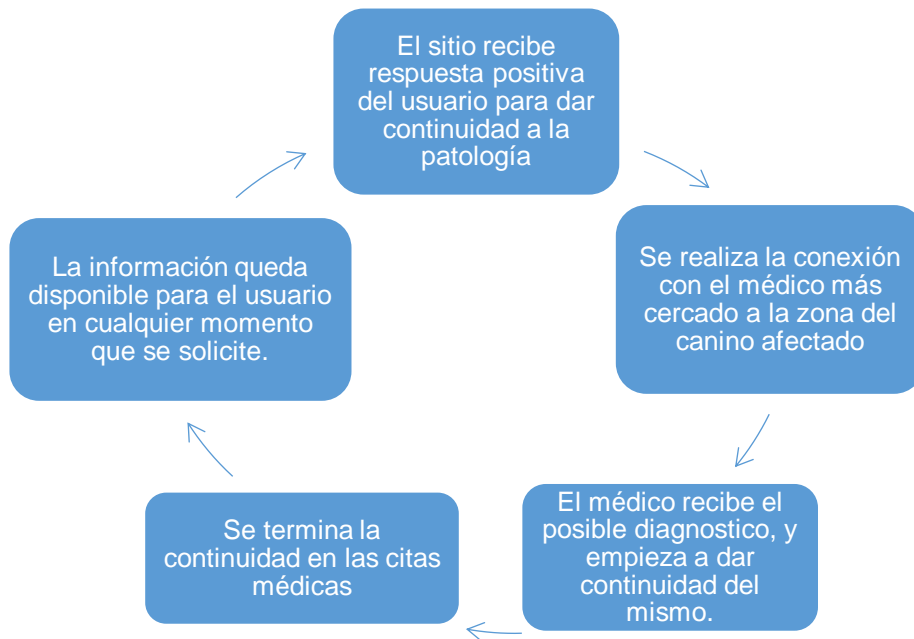 El sitio recibe
respuesta positiva
del usuario para dar
continuidad a la
patología
Se realiza la conexión
con el médico más
cercado a la zona del
canino afectado
El médico recibe el
posible diagnostico, y
empieza a dar
continuidad del
mismo.
Se termina la
continuidad en las citas
médicas
La información queda
disponible para el usuario
en cualquier momento
que se solicite.